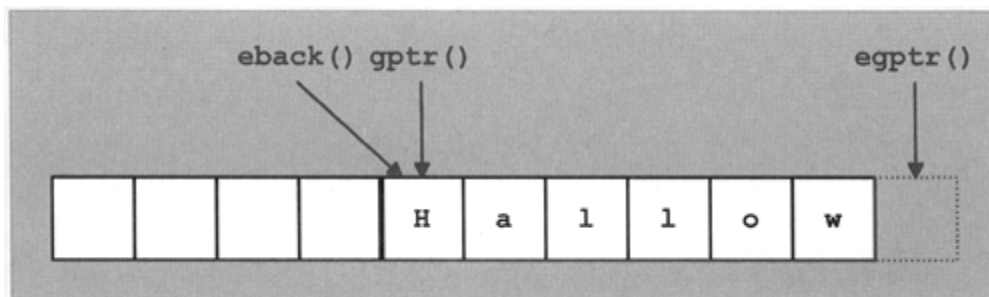 eback() gptr() egptr()
H a l l o w